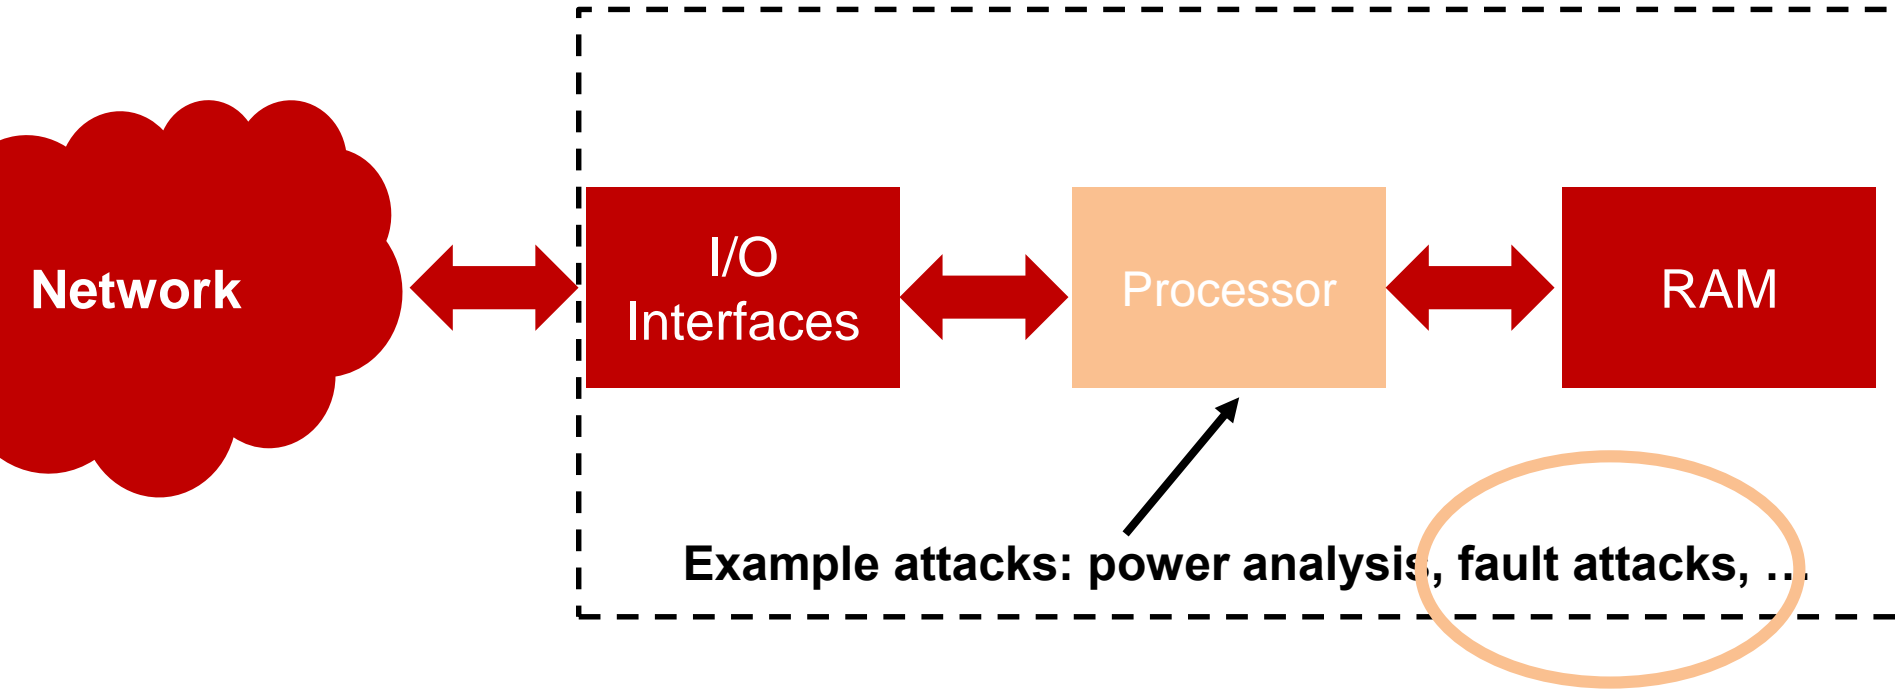 Network
I/O
Interfaces
Processor
RAM
Example attacks: power analysis, fault attacks, …